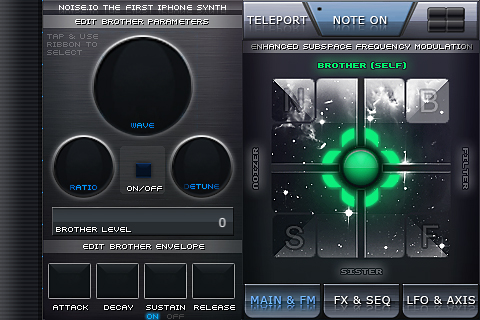 NOISE.IO THE FIRST IPHONE SYNTH
EDIT BROTHER PARAMETERS
TAP & USE
RIBBON TO
SELECT
WAVE
RATIO
ON/OFF
DETUNE
BROTHER LEVEL
0
EDIT BROTHER ENVELOPE
ATTACK
DECAY
SUSTAIN
RELEASE
ON OFF
TELEPORT
NOTE ON
ENHANCED SUBSPACE FREQUENCY MODULATION
BROTHER (SELF)
N
B
NOIZER
FILTER
S
F
SISTER
MAIN & FM
FX & SEQ
LFO & AXIS